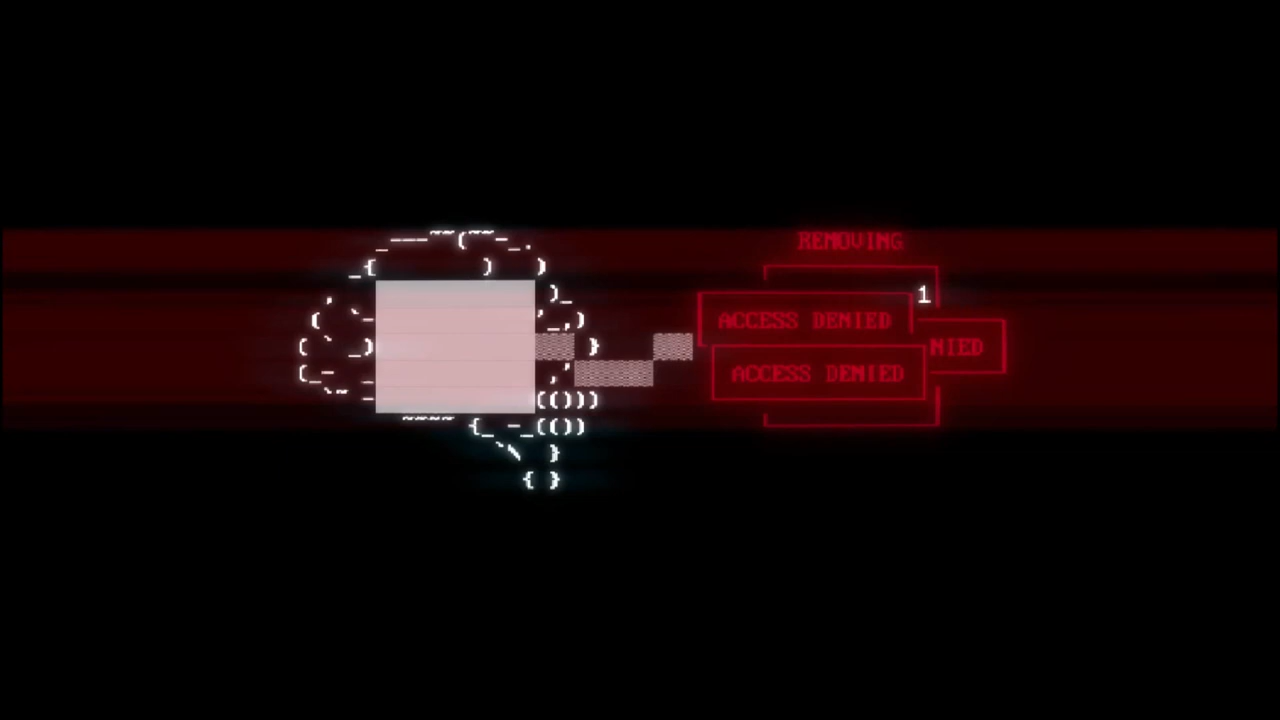 REMOVING
1
ACCESS DENIED
NIED
ACCESS DENIED